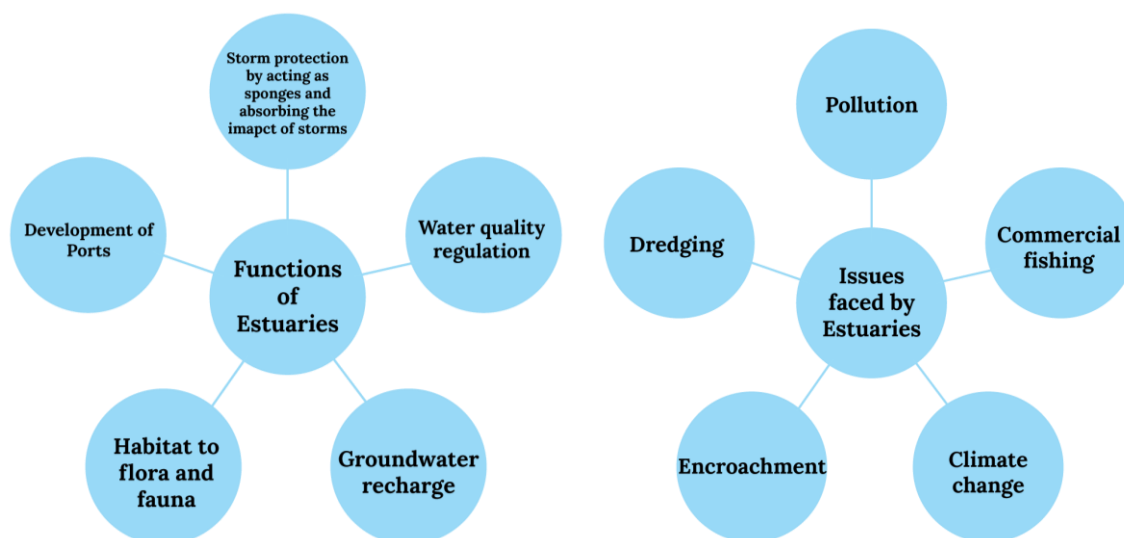 Storm protection
by acting as
sponges and
absorbing the
imapct of storms
Development of
Ports
Water quality
regulation
Functions
of
Estuaries
Habitat to
flora and
fauna
Groundwater
recharge
Pollution
Dredging
Commercial
fishing
Issues
faced by
Estuaries
Encroachment
Climate
change